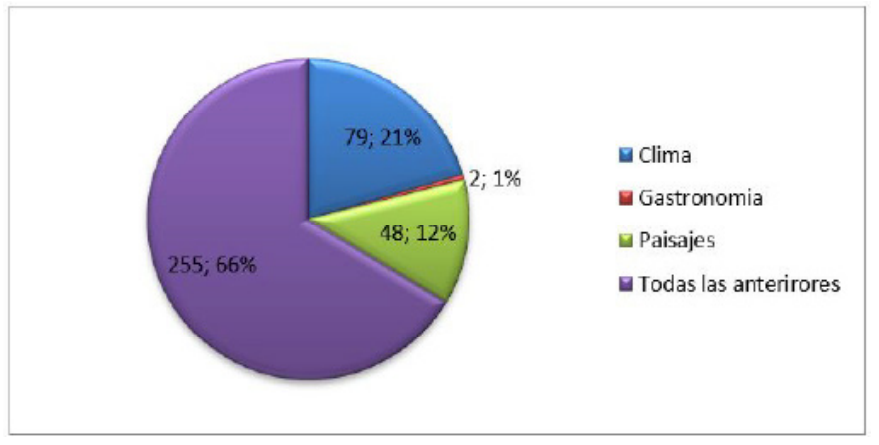 79; 21%
2; 1%
48; 12%
255; 66%
Clima
Gastronomia
Paisajes
Todas las anterirores